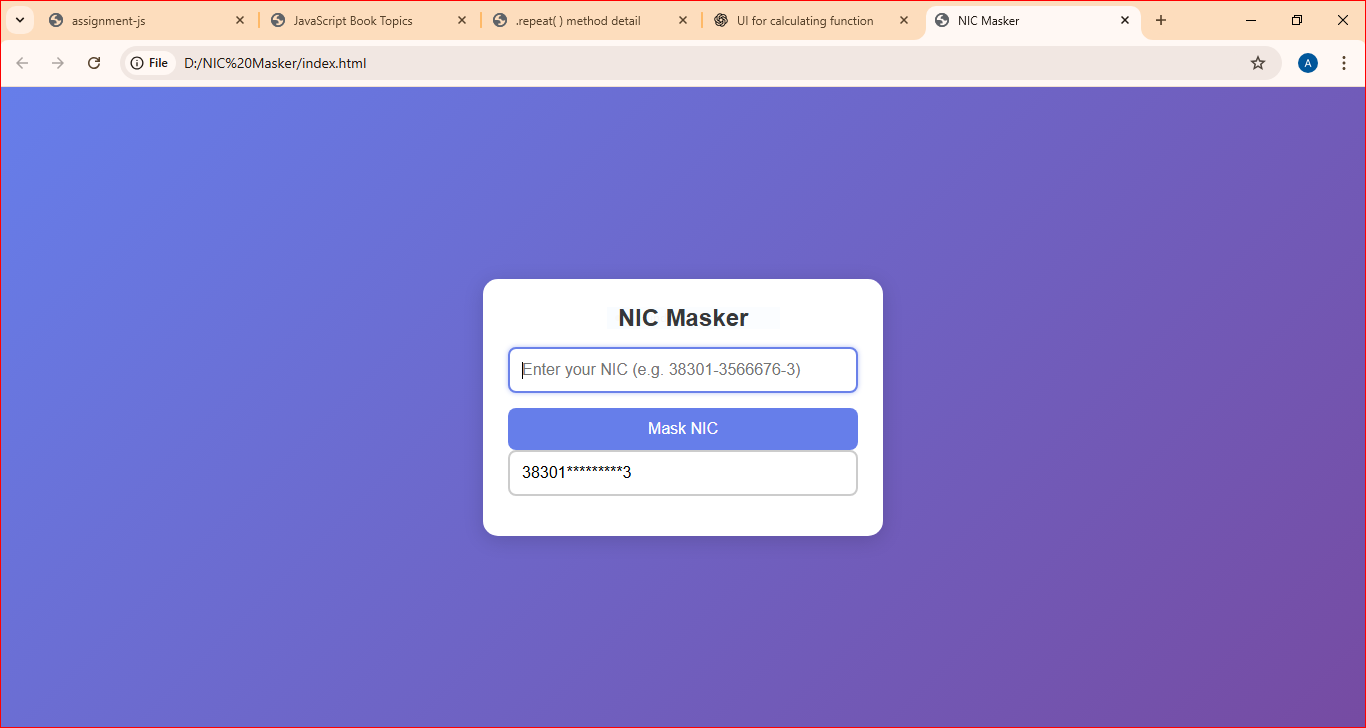 assignment-js
JavaScript Book Topics
.repeat( ) method detail
UI for calculating function
NIC Masker
File
D:/NIC%20Masker/index.html
A
NIC Masker
Enter your NIC (e.g. 38301-3566676-3)
Mask NIC
38301*********3